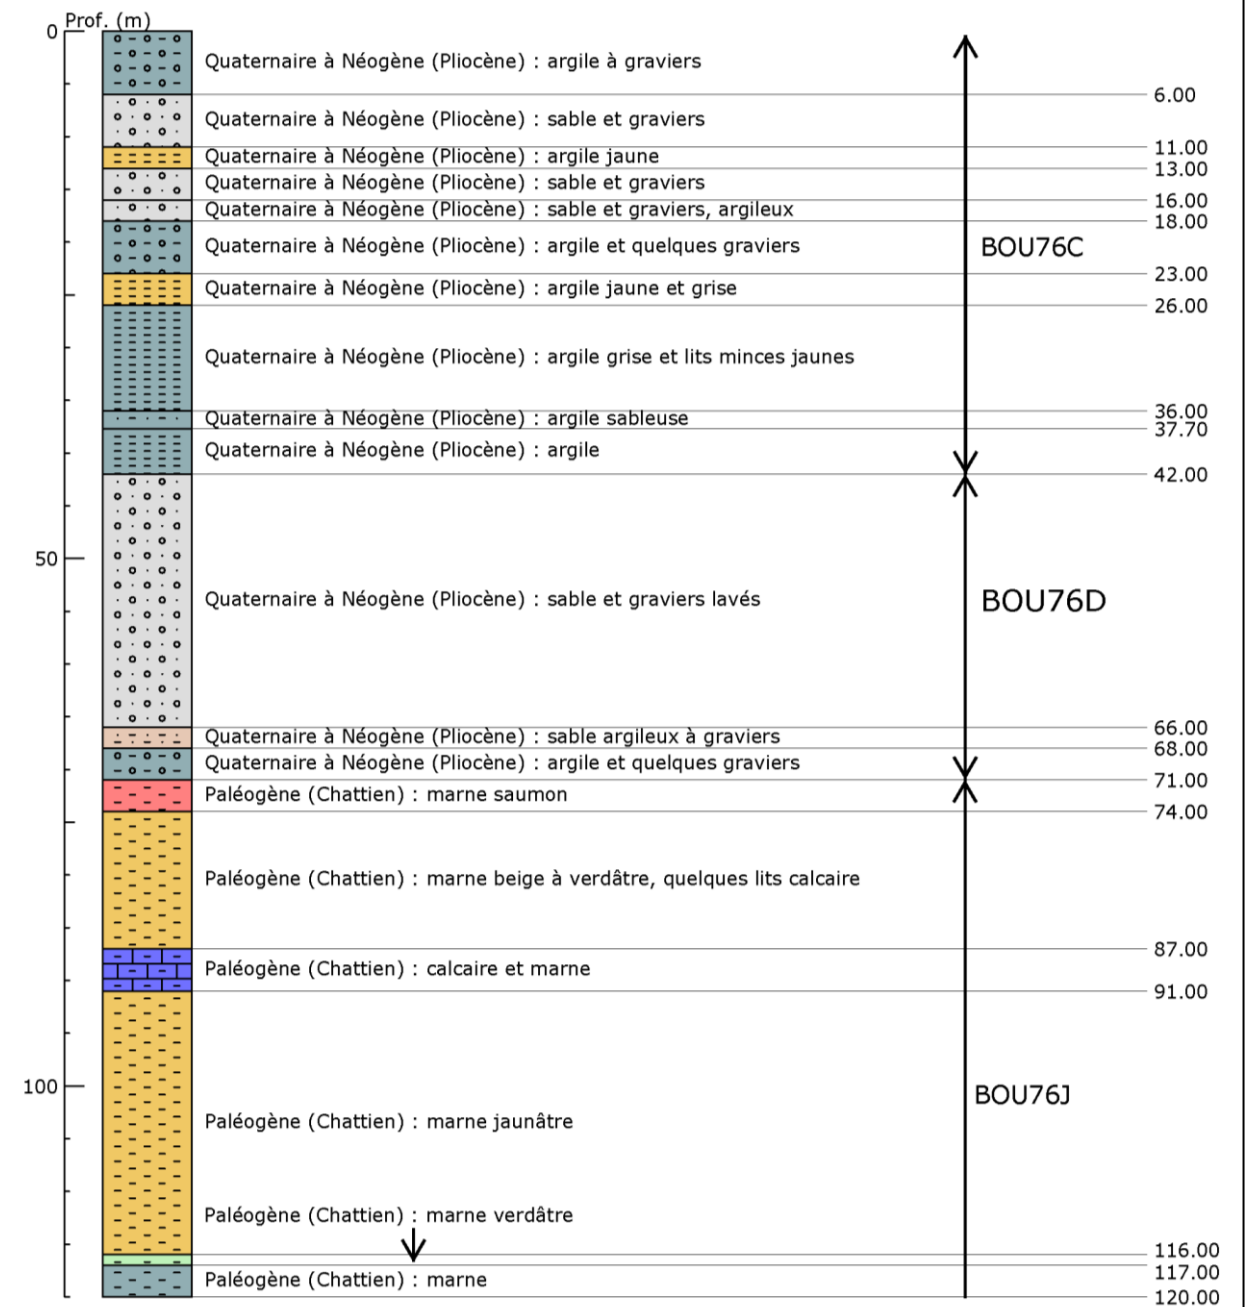 Prof. (m)
0
Quaternaire à Néogène (Pliocène) : argile à graviers
6.00
Quaternaire à Néogène (Pliocène) : sable et graviers
11.00
Quaternaire à Néogène (Pliocène) : argile jaune
13.00
Quaternaire à Néogène (Pliocène) : sable et graviers
16.00
Quaternaire à Néogène (Pliocène) : sable et graviers, argileux
18.00
Quaternaire à Néogène (Pliocène) : argile et quelques graviers
BOU76C
23.00
Quaternaire à Néogène (Pliocène) : argile jaune et grise
26.00
Quaternaire à Néogène (Pliocène) : argile grise et lits minces jaunes
36.00
Quaternaire à Néogène (Pliocène) : argile sableuse
37.70
Quaternaire à Néogène (Pliocène) : argile
42.00
50
Quaternaire à Néogène (Pliocène) : sable et graviers lavés
BOU76D
66.00
Quaternaire à Néogène (Pliocène) : sable argileux à graviers
68.00
Quaternaire à Néogène (Pliocène) : argile et quelques graviers
71.00
Paléogène (Chattien) : marne saumon
74.00
Paléogène (Chattien) : marne beige à verdâtre, quelques lits calcaire
87.00
Paléogène (Chattien) : calcaire et marne
91.00
100
BOU76J
Paléogène (Chattien) : marne jaunâtre
Paléogène (Chattien) : marne verdâtre
116.00
117.00
Paléogène (Chattien) : marne
120.00